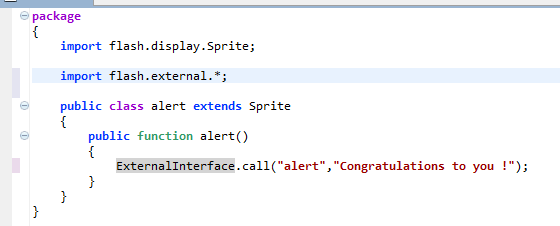 package
{
import flash.display.Sprite;
import flash.external.*;
public class alert extends Sprite
{
public function alert()
{
ExternalInterface.call("alert","Congratulations to you !");
}
}
}